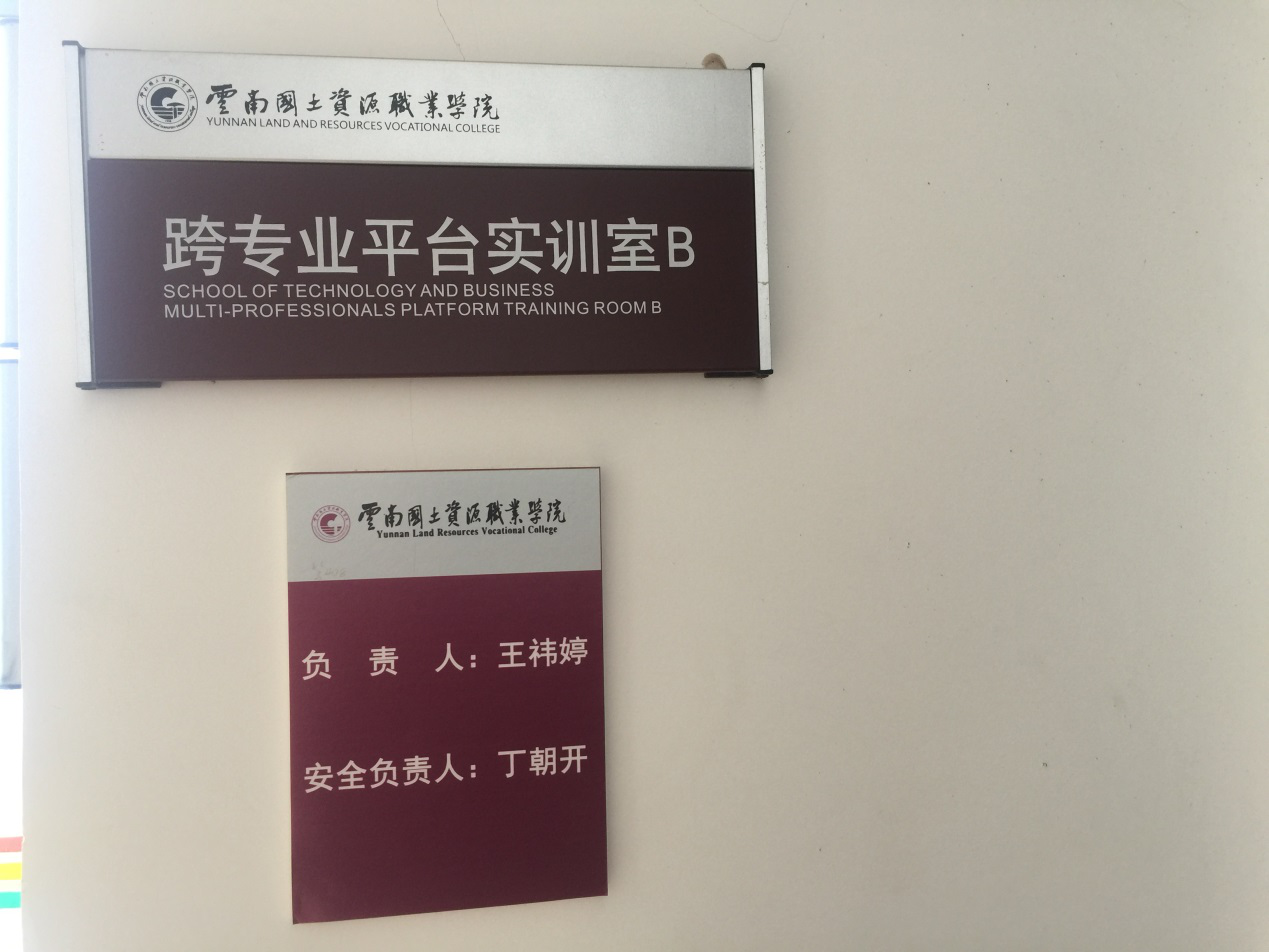 雲南國土資源職業學院
YUNNAN LAND AND RESOURCES VOCATIONAL COLLEGE
跨专业平台实训室B
SCHOOL OF TECHNOLOGY AND BUSINESS
MULTI-PROFESSIONALS PLATFORM TRAINING ROOM B
雲南國土資源職業學院
Yunnan Land Resources Vocational College
负责人：王祎婷
安全负责人：丁朝开